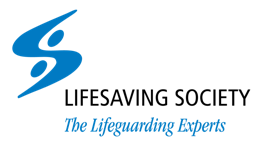 LIFESAVING SOCIETY
The Lifeguarding Experts